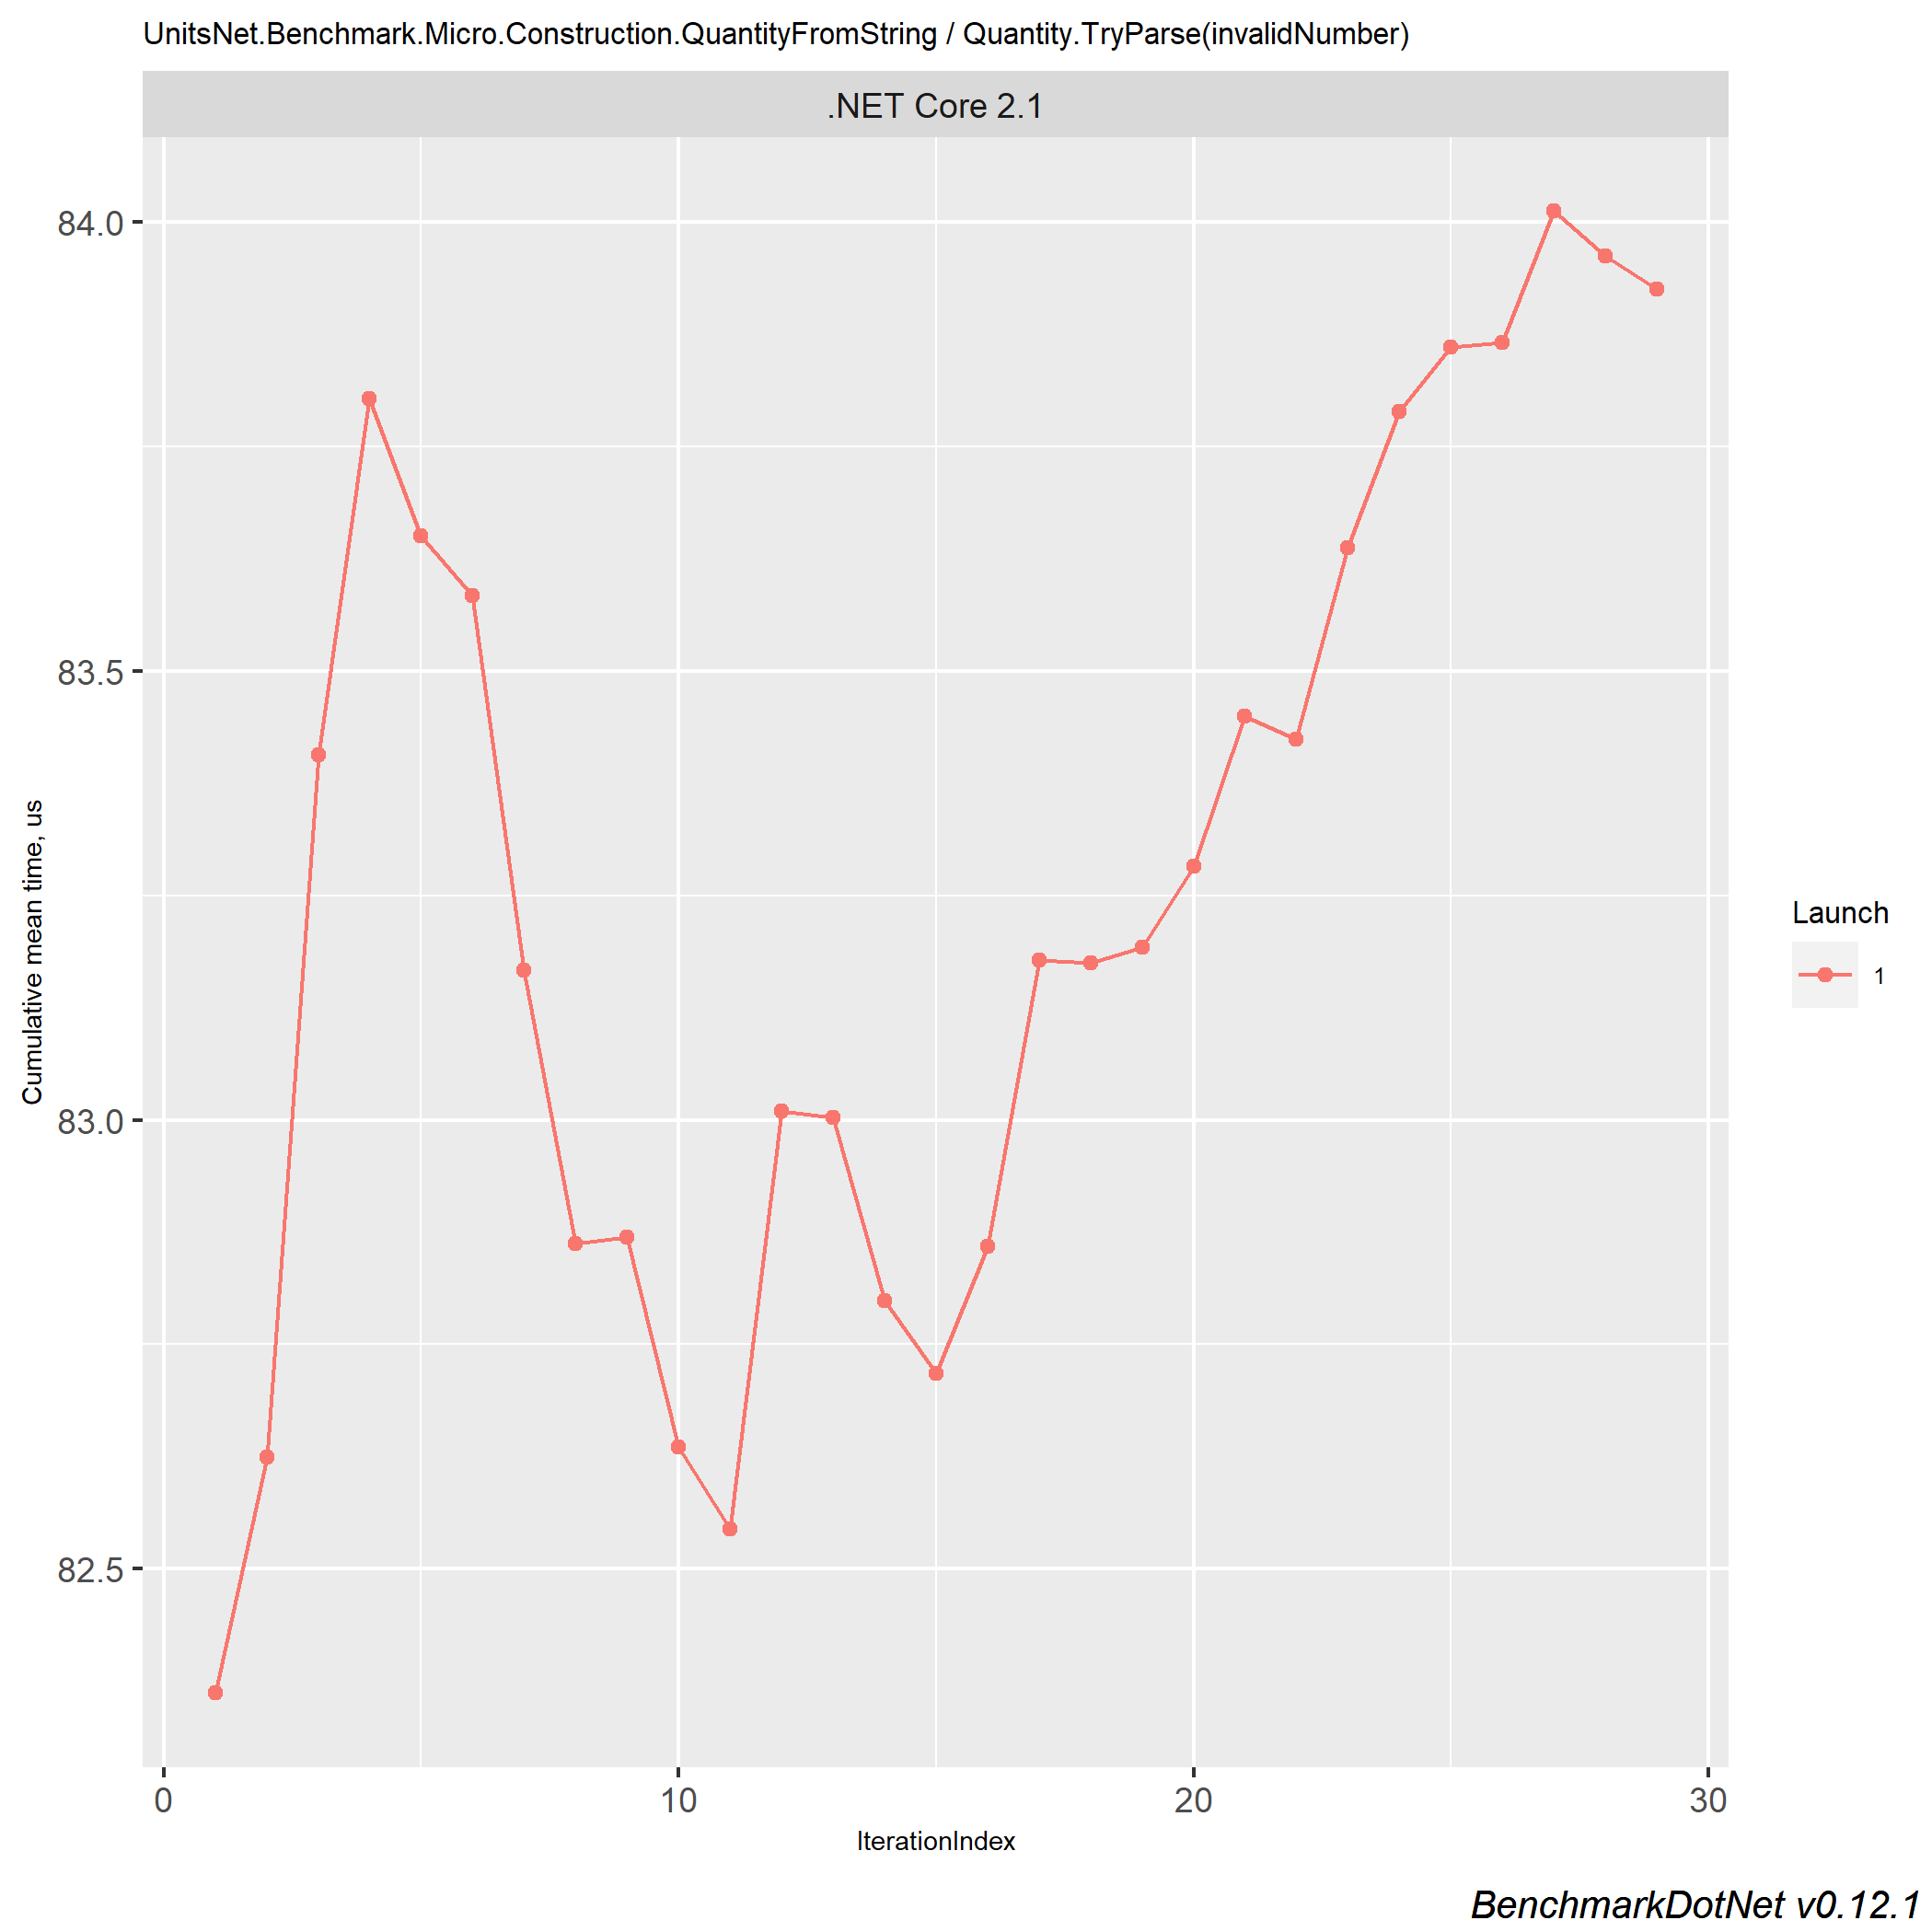 UnitsNet.Benchmark.Micro.Construction.QuantityFromString / Quantity.TryParse(invalidNumber)
.NET Core 2.1
84.0
83.5
83.0
82.5
Cumulative mean time, us
0
10
20
30
IterationIndex
Launch
1
BenchmarkDotNet v0.12.1